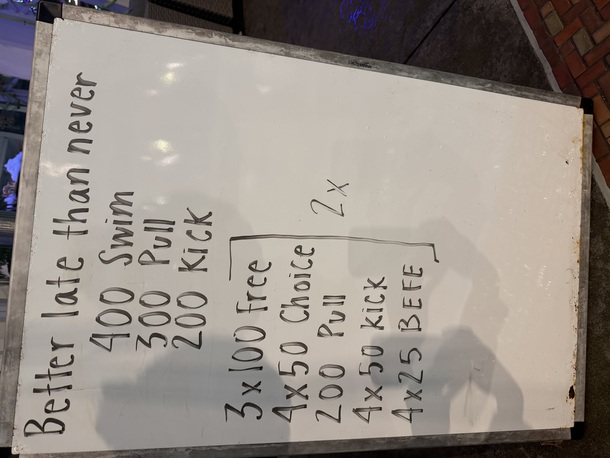 Better late than never
400 Swim
300 Pull
200 Kick
3x100 free
4x50 Choice
200 Pull
4x50 kick
4x25 BEFE
2x